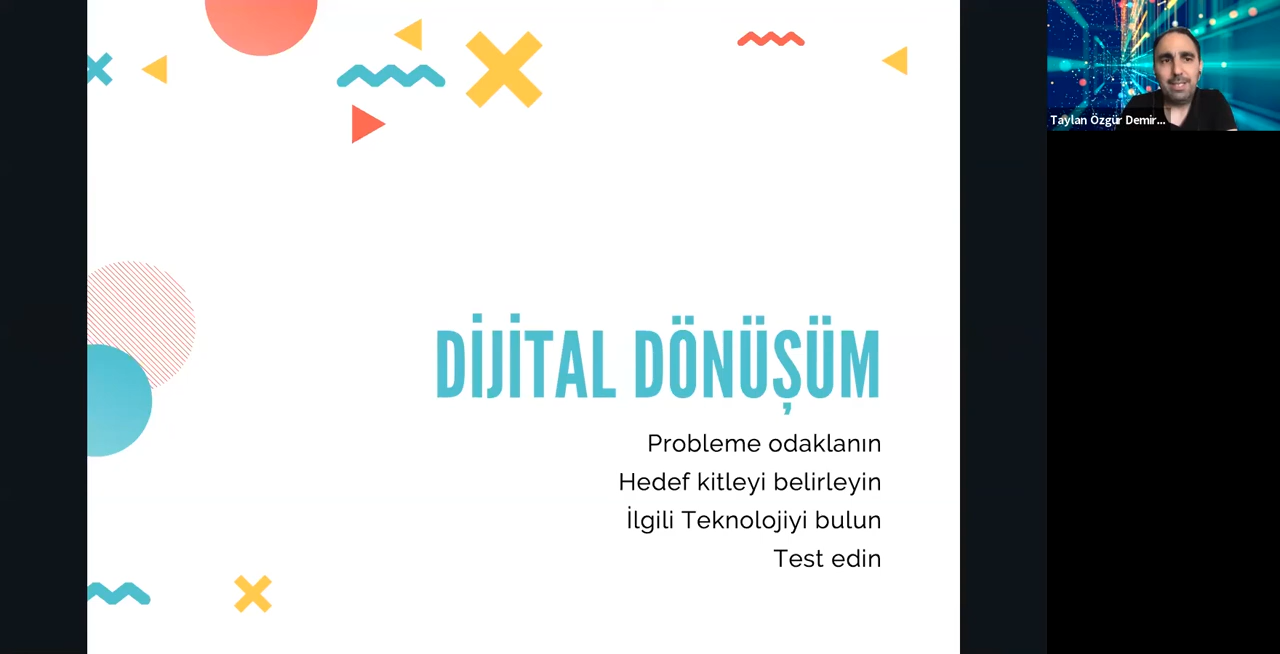 Taylan Özgür Demir...
DİJİTAL DÖNÜŞÜM
Probleme odaklanın
Hedef kitleyi belirleyin
İlgili Teknolojiyi bulun
Test edin